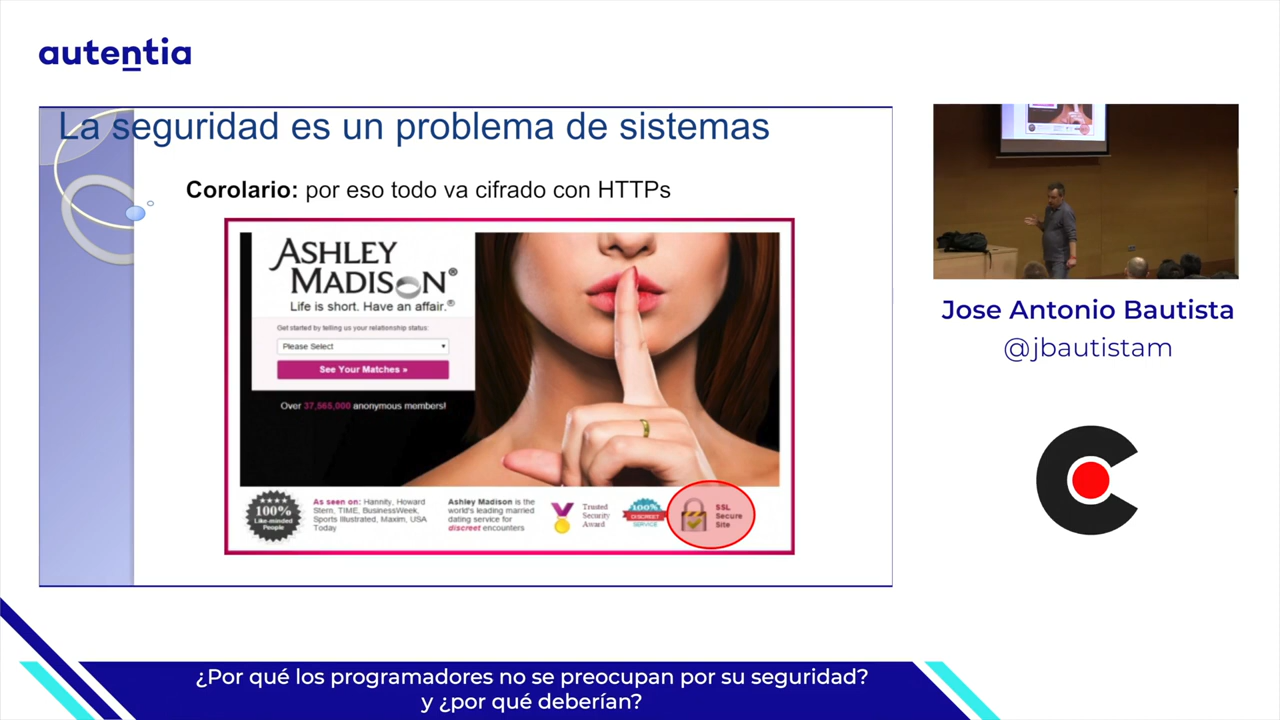 autentia
La seguridad es un problema de sistemas
Corolario: por eso todo va cifrado con HTTPs
ASHLEY
MADISON®
Life is short. Have an affair.®
Get started by telling us your relationship status:
Please Select
See Your Matches »
Over 37,565,000 anonymous members!
100%
Like-minded
People
As seen on: Hannity, Howard
Stern, TIME, BusinessWeek,
Sports Illustrated, Maxim, USA
Today
Ashley Madison is the
world's leading married
dating service for
discreet encounters
Trusted
Security
Award
100%
DISCREET
SERVICE
SSL
Secure
Site
Jose Antonio Bautista
@jbautistam
¿Por qué los programadores no se preocupan por su seguridad?
y ¿por qué deberían?